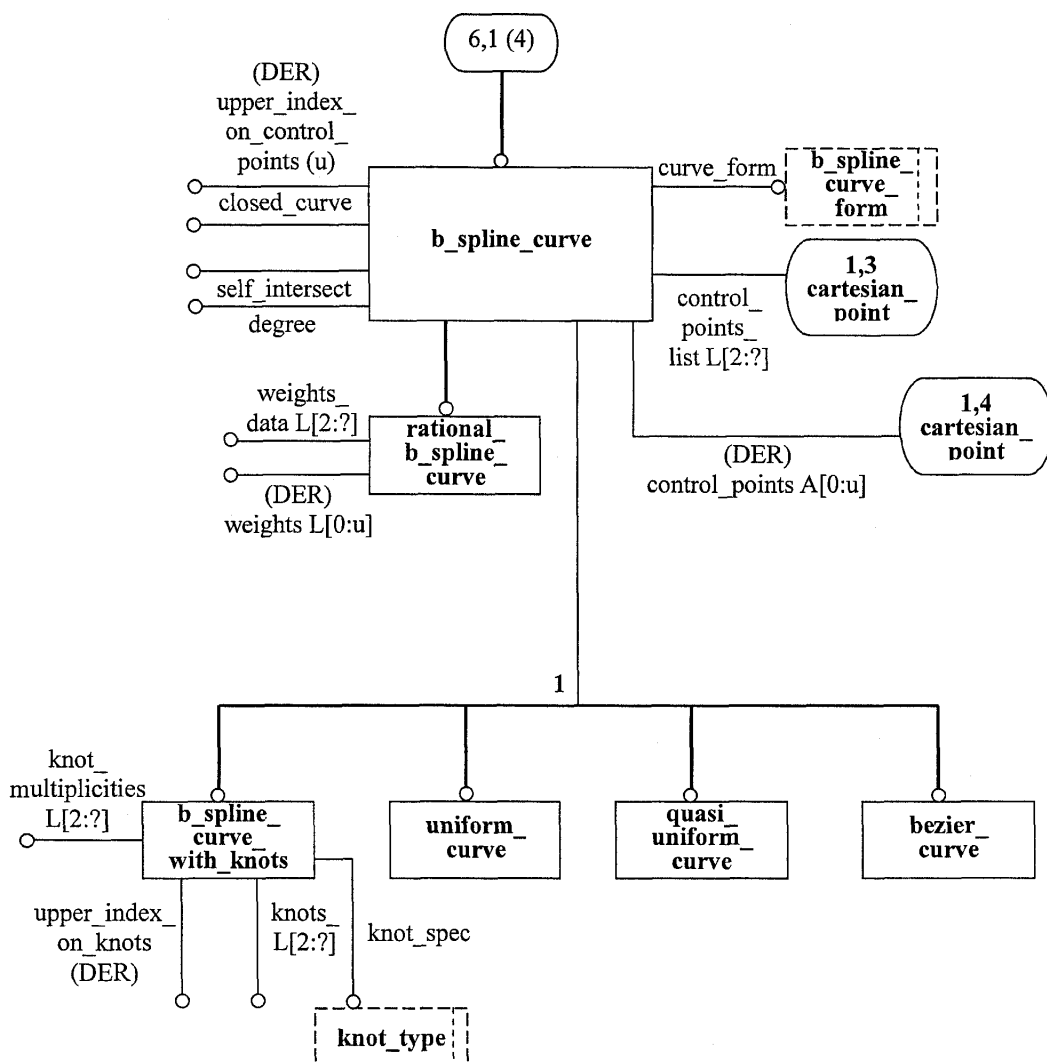 6,1 (4)
(DER)
upper_index_
on_control_
points (u)
closed_curve
self_intersect
degree
b_spline_curve
curve_form
b_spline_
curve_
form
1,3
cartesian_
point
control_
points_
list L[2:?]
1,4
cartesian_
point
(DER)
control_points A[0:u]
weights_
data L[2:?]
(DER)
weights L[0:u]
rational_
b_spline_
curve
1
knot_
multiplicities
L[2:?]
b_spline_
curve_
with_knots
uniform_
curve
quasi_
uniform_
curve
bezier_
curve
upper_index_
on_knots
(DER)
knots_
L[2:?]
knot_spec
knot_type